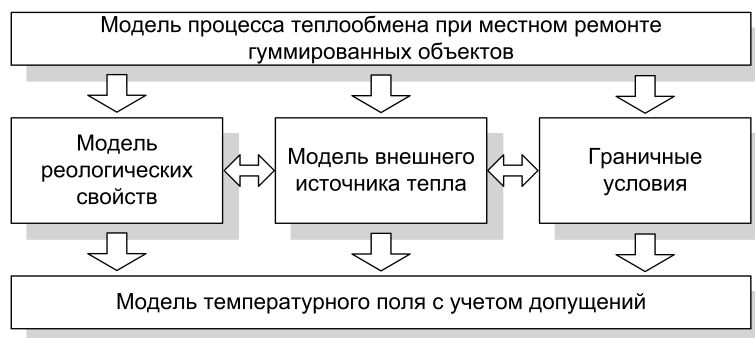 Модель процесса теплообмена при местном ремонте
гуммированных объектов
Модель
реологических
свойств
Модель внешнего
источника тепла
Граничные
условия
Модель температурного поля с учетом допущений